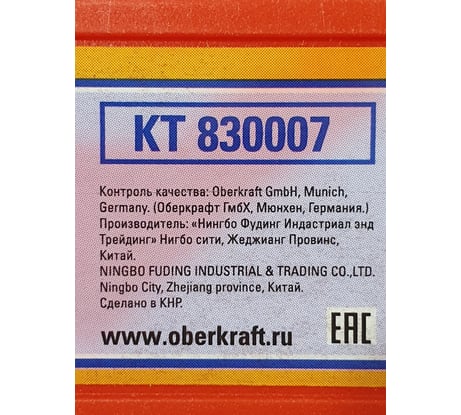 KT 830007
Контроль качества: Oberkraft GmbH, Munich,
Germany. (Оберкрафт ГмбХ, Мюнхен, Германия.)
Производитель: «Нингбо Фудинг Индастриал энд
Трейдинг» Нигбо сити, Жеджианг Провинс,
Китай.
NINGBO FUDING INDUSTRIAL & TRADING CO.,LTD.
Ningbo City, Zhejiang province, Китай.
Сделано в КНР.
www.oberkraft.ru
EAC